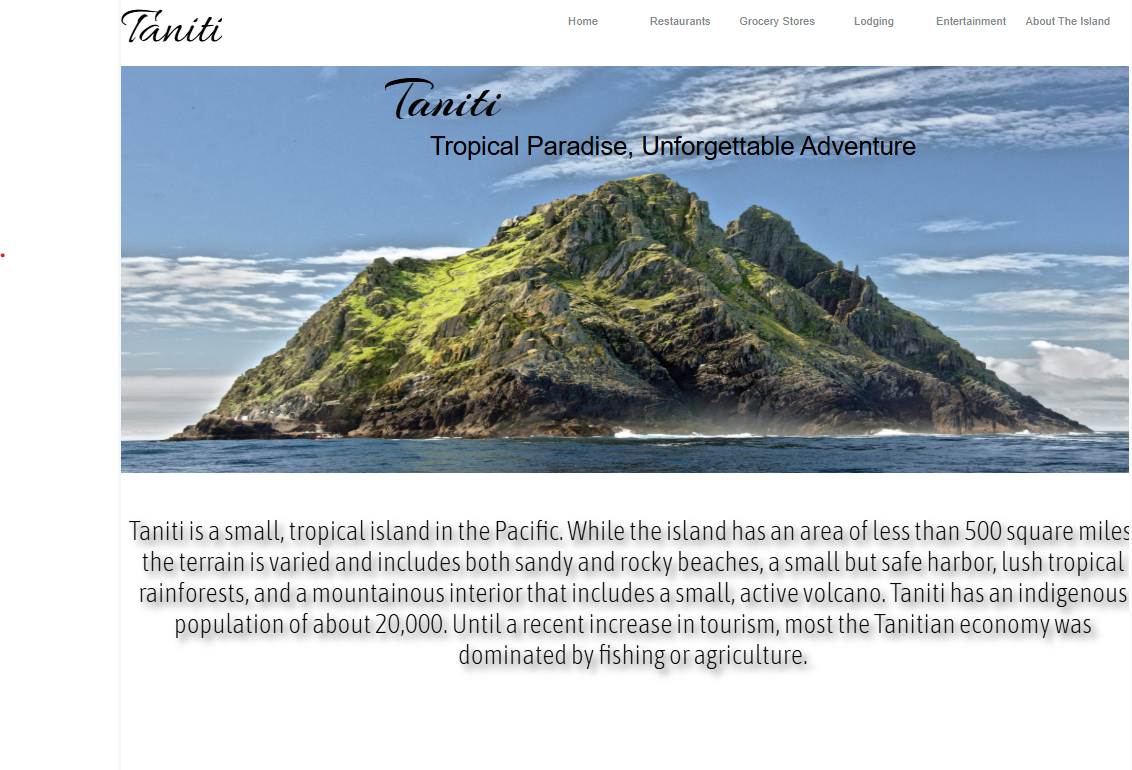 Taniti
Home Restaurants Grocery Stores Lodging Entertainment About The Island
Taniti
Tropical Paradise, Unforgettable Adventure
Taniti is a small, tropical island in the Pacific. While the island has an area of less than 500 square miles
the terrain is varied and includes both sandy and rocky beaches, a small but safe harbor, lush tropical
rainforests, and a mountainous interior that includes a small, active volcano. Taniti has an indigenous
population of about 20,000. Until a recent increase in tourism, most the Tanitian economy was
dominated by fishing or agriculture.